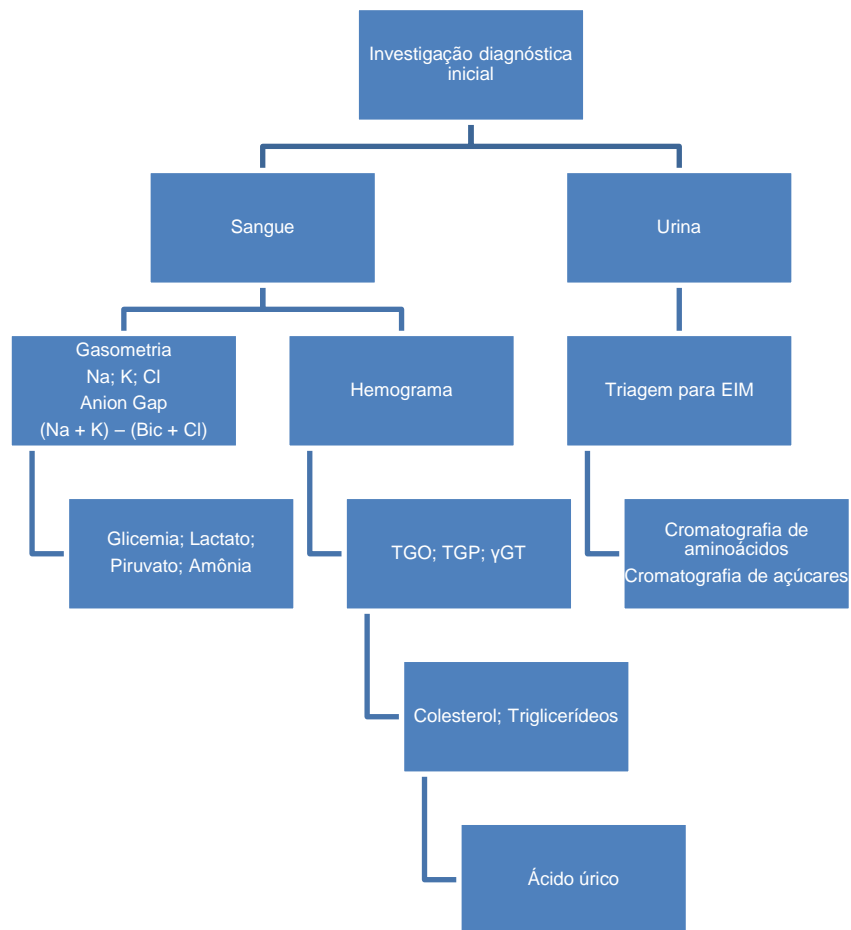 Investigação diagnóstica
inicial
Sangue
Urina
Gasometria
Na; K; Cl
Anion Gap
(Na + K) – (Bic + Cl)
Hemograma
Triagem para EIM
Glicemia; Lactato;
Piruvato; Amônia
TGO; TGP; γGT
Cromatografia de
aminoácidos
Cromatografia de açúcares
Colesterol; Triglicerídeos
Ácido úrico